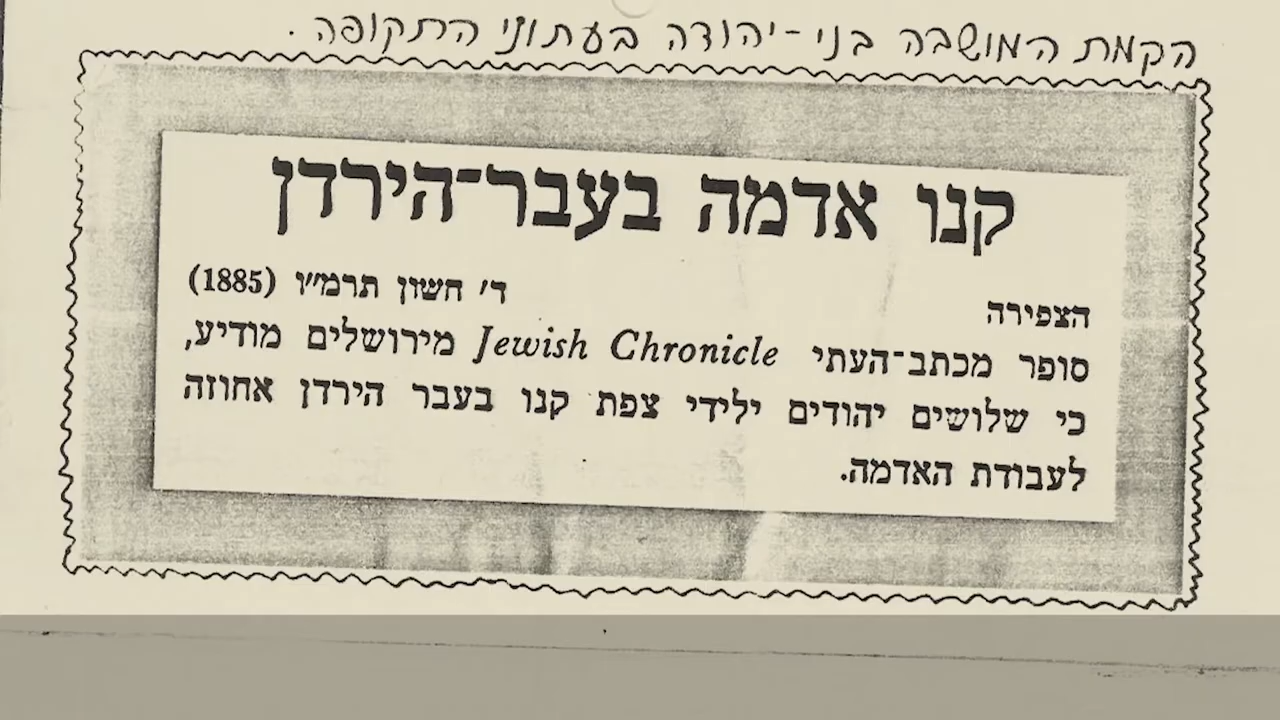 הקמת המושבה בני-יהודה בעתוני התקופה.
קנו אדמה בעבר־הירדן
הצפירה ד׳ חשון תרמ״ו (1885)
סופר מכתב־העתי Jewish Chronicle מירושלים מודיע,
כי שלושים יהודים ילידי צפת קנו בעבר הירדן אחוזה
לעבודת האדמה.